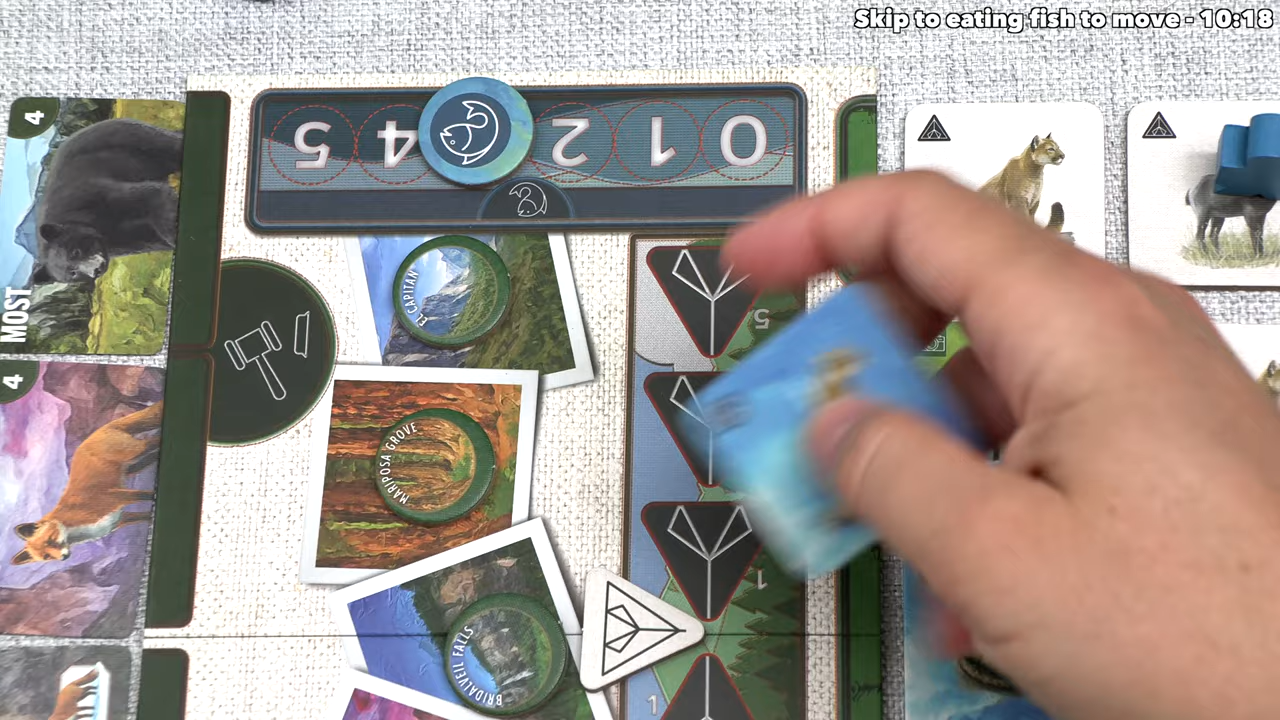 Skip to eating fish to move - 10:18
4
5 4 2 1 0
MOST
EL CAPITAN
5
4
MARIPOSA GROVE
1
BRIDALVEIL FALLS
1